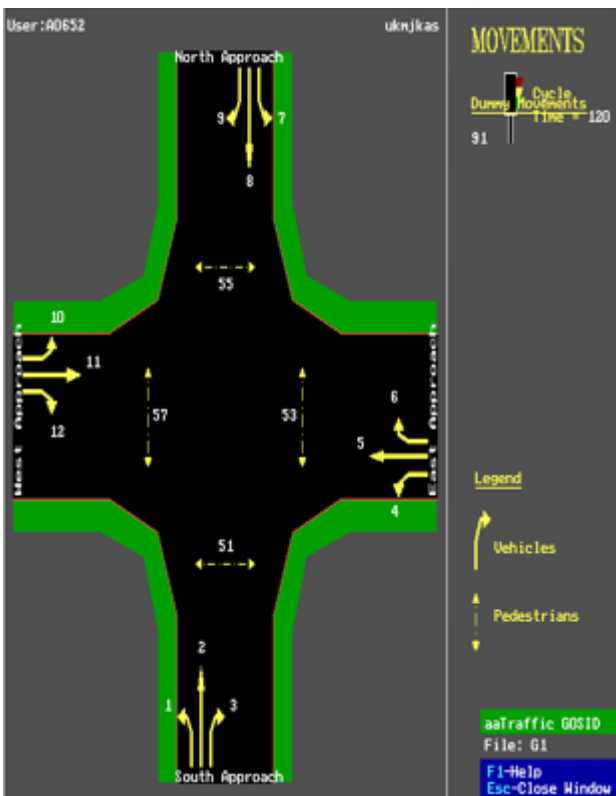 User:AO652
ukmjkas
MOVEMENTS
North Approach
Cycle
Dummy Movements
Time = 120
91
9
7
8
55
10
11
12
West Approach
57
53
6
5
4
East Approach
Legend
Vehicles
Pedestrians
51
2
1
3
South Approach
aaTraffic GOSID
File: G1
F1-Help
Esc-Close Window